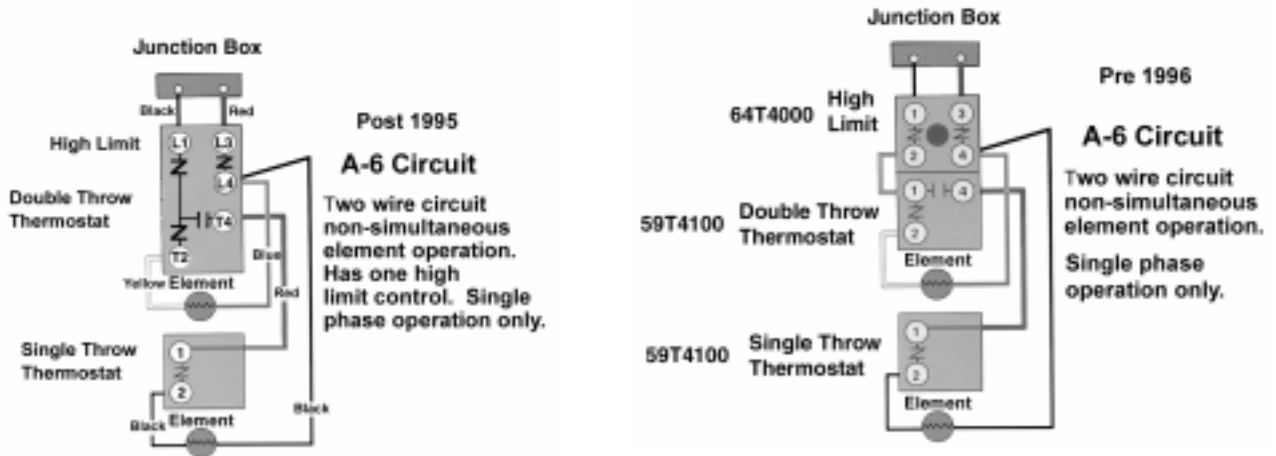 Junction Box
Black
Red
High Limit
L1
L3
L4
Double Throw
Thermostat
T4
T2
Blue
Yellow
Element
Red
Single Throw
Thermostat
1
2
Black
Element
Black
Post 1995
A-6 Circuit
Two wire circuit
non-simultaneous
element operation.
Has one high
limit control. Single
phase operation only.
Junction Box
64T4000
High
Limit
1
3
2
4
59T4100
Double Throw
Thermostat
1
4
2
Element
59T4100
Single Throw
Thermostat
1
2
Element
Pre 1996
A-6 Circuit
Two wire circuit
non-simultaneous
element operation.
Single phase
operation only.